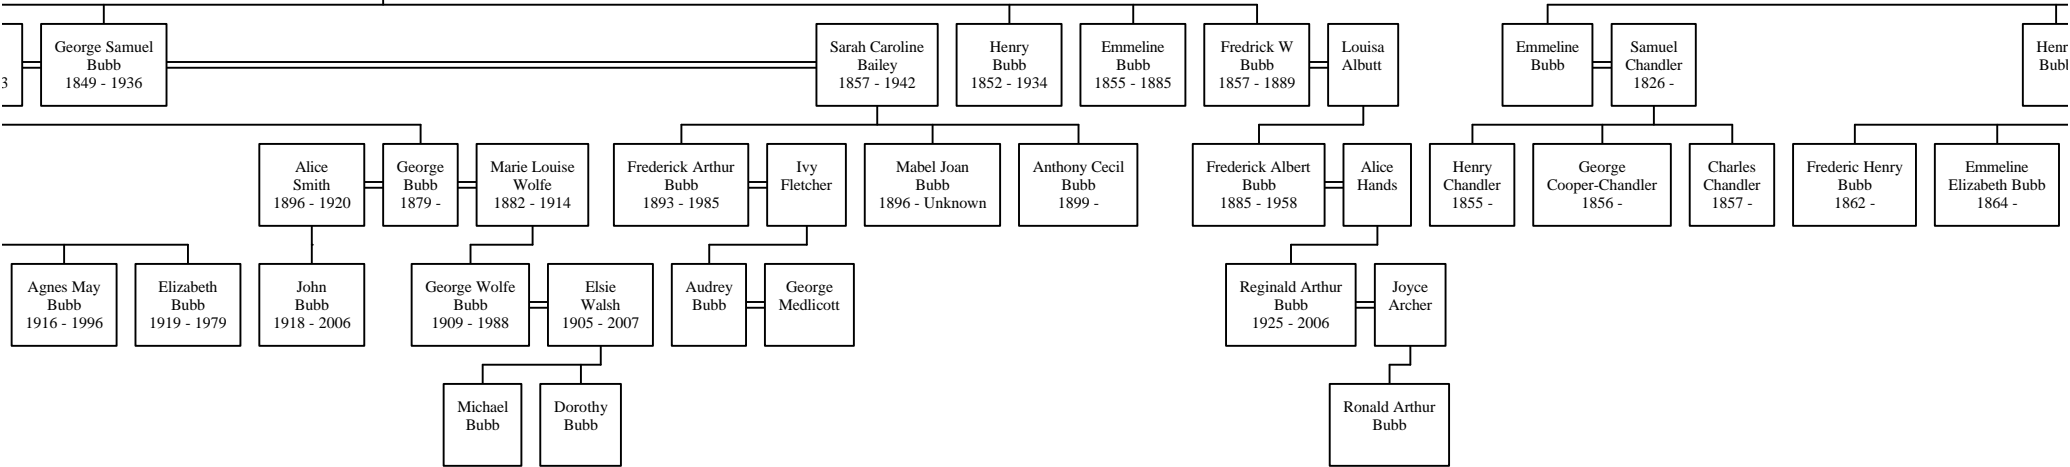 3
George Samuel
Bubb
1849 - 1936
Sarah Caroline
Bailey
1857 - 1942
Henry
Bubb
1852 - 1934
Emmeline
Bubb
1855 - 1885
Fredrick W
Bubb
1857 - 1889
Louisa
Albutt
Emmeline
Bubb
Samuel
Chandler
1826 -
Henr
Bubb
Alice
Smith
1896 - 1920
George
Bubb
1879 -
Marie Louise
Wolfe
1882 - 1914
Frederick Arthur
Bubb
1893 - 1985
Ivy
Fletcher
Mabel Joan
Bubb
1896 - Unknown
Anthony Cecil
Bubb
1899 -
Frederick Albert
Bubb
1885 - 1958
Alice
Hands
Henry
Chandler
1855 -
George
Cooper-Chandler
1856 -
Charles
Chandler
1857 -
Frederic Henry
Bubb
1862 -
Emmeline
Elizabeth Bubb
1864 -
Agnes May
Bubb
1916 - 1996
Elizabeth
Bubb
1919 - 1979
John
Bubb
1918 - 2006
George Wolfe
Bubb
1909 - 1988
Elsie
Walsh
1905 - 2007
Audrey
Bubb
George
Medlicott
Reginald Arthur
Bubb
1925 - 2006
Joyce
Archer
Michael
Bubb
Dorothy
Bubb
Ronald Arthur
Bubb